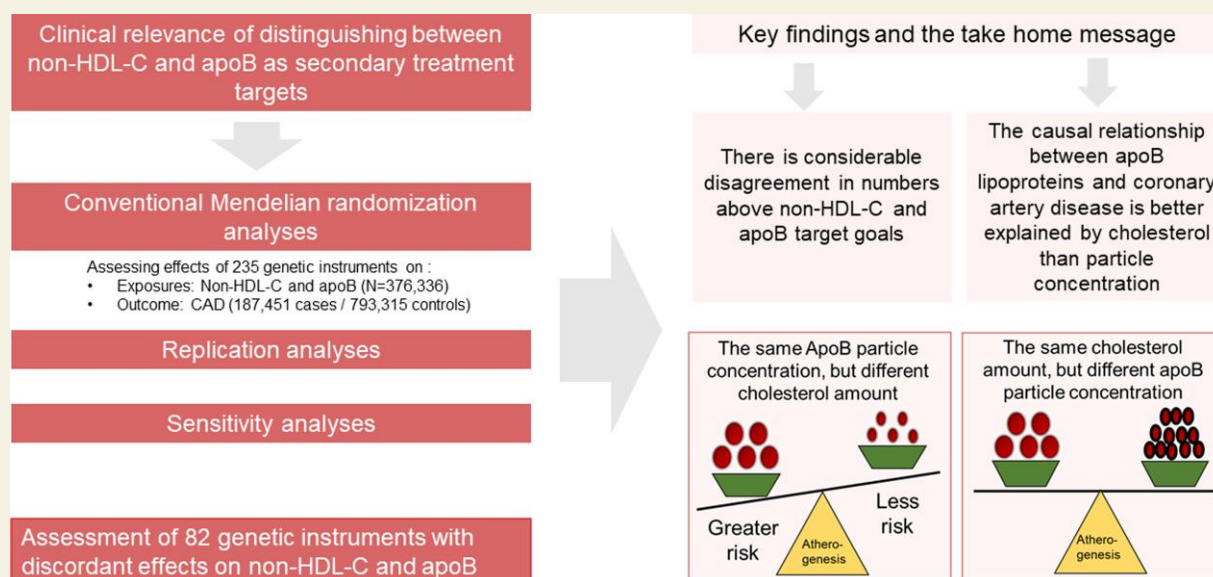 Clinical relevance of distinguishing between
non-HDL-C and apoB as secondary treatment
targets
Conventional Mendelian randomization
analyses
Assessing effects of 235 genetic instruments on :
• Exposures: Non-HDL-C and apoB (N=376,336)
• Outcome: CAD (187,451 cases / 793,315 controls)
Replication analyses
Sensitivity analyses
Assessment of 82 genetic instruments with
discordant effects on non-HDL-C and apoB
Key findings and the take home message
There is considerable
disagreement in numbers
above non-HDL-C and
apoB target goals
The causal relationship
between apoB
lipoproteins and coronary
artery disease is better
explained by cholesterol
than particle
concentration
The same ApoB particle
concentration, but different
cholesterol amount
Greater
risk
Less
risk
Athero-
genesis
The same cholesterol
amount, but different apoB
particle concentration
Athero-
genesis